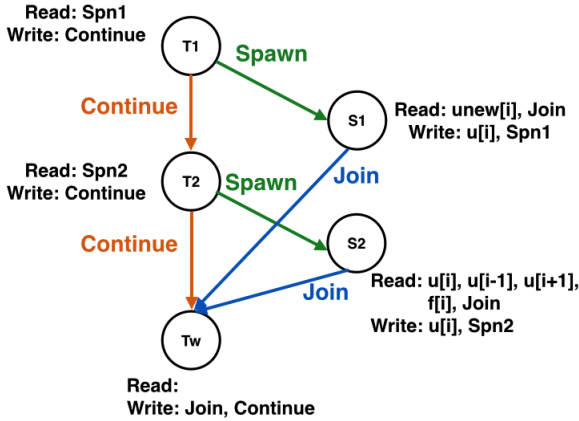 Read: Spn1
Write: Continue
T1
Spawn
Continue
S1
Read: unew[i], Join
Write: u[i], Spn1
Read: Spn2
Write: Continue
T2
Spawn
Join
Continue
S2
Join
Read: u[i], u[i-1], u[i+1],
f[i], Join
Write: u[i], Spn2
Tw
Read:
Write: Join, Continue